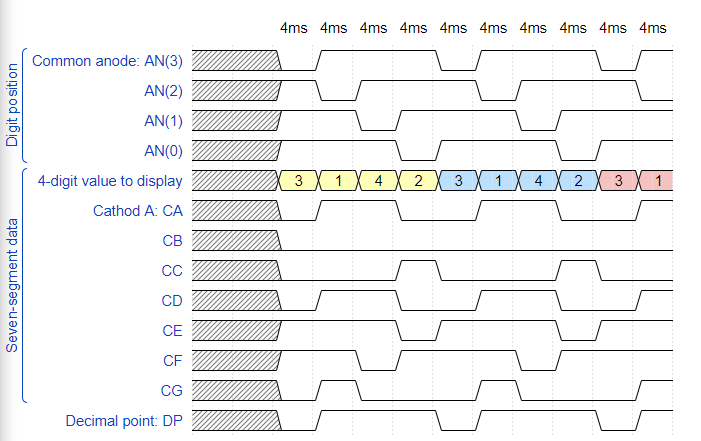 4ms 4ms 4ms 4ms 4ms 4ms 4ms 4ms 4ms 4ms
Digit position
Common anode: AN(3)
AN(2)
AN(1)
AN(0)
Seven-segment data
4-digit value to display 3 1 4 2 3 1 4 2 3 1
Cathod A: CA
CB
CC
CD
CE
CF
CG
Decimal point: DP